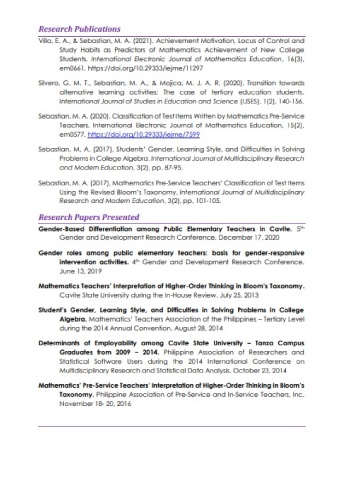 Research Publications
Villa, E. A., & Sebastian, M. A. (2021). Achievement Motivation, Locus of Control and
Study Habits as Predictors of Mathematics Achievement of New College
Students. International Electronic Journal of Mathematics Education, 16(3),
em0661. https://doi.org/10.29333/iejme/11297
Silvero, G. M. T., Sebastian, M. A., & Mojica, M. J. A. R. (2020). Transition towards
alternative learning activities: The case of tertiary education students.
International Journal of Studies in Education and Science (IJSES), 1(2), 140-156.
Sebastian, M. A. (2020). Classification of Test Items Written by Mathematics Pre-Service
Teachers. International Electronic Journal of Mathematics Education, 15(2),
em0577. https://doi.org/10.29333/iejme/7599
Sebastian, M. A. (2017). Students' Gender, Learning Style, and Difficulties in Solving
Problems in College Algebra. International Journal of Multidisciplinary Research
and Modern Education, 3(2), pp. 87-95.
Sebastian, M. A. (2017). Mathematics Pre-Service Teachers' Classification of Test Items
Using the Revised Bloom's Taxonomy. International Journal of Multidisciplinary
Research and Modern Education, 3(2), pp. 101-105.
Research Papers Presented
Gender-Based Differentiation among Public Elementary Teachers in Cavite. 5th
Gender and Development Research Conference. December 17, 2020
Gender roles among public elementary teachers: basis for gender-responsive
intervention activities. 4th Gender and Development Research Conference.
June 13, 2019
Mathematics Teachers' Interpretation of Higher-Order Thinking in Bloom's Taxonomy.
Cavite State University during the In-House Review. July 25, 2013
Student's Gender, Learning Style, and Difficulties in Solving Problems in College
Algebra. Mathematics' Teachers Association of the Philippines – Tertiary Level
during the 2014 Annual Convention. August 28, 2014
Determinants of Employability among Cavite State University – Tanza Campus
Graduates from 2009 – 2014. Philippine Association of Researchers and
Statistical Software Users during the 2014 International Conference on
Multidisciplinary Research and Statistical Data Analysis. October 23, 2014
Mathematics' Pre-Service Teachers' Interpretation of Higher-Order Thinking in Bloom's
Taxonomy. Philippine Association of Pre-Service and In-Service Teachers, Inc.
November 18- 20, 2016